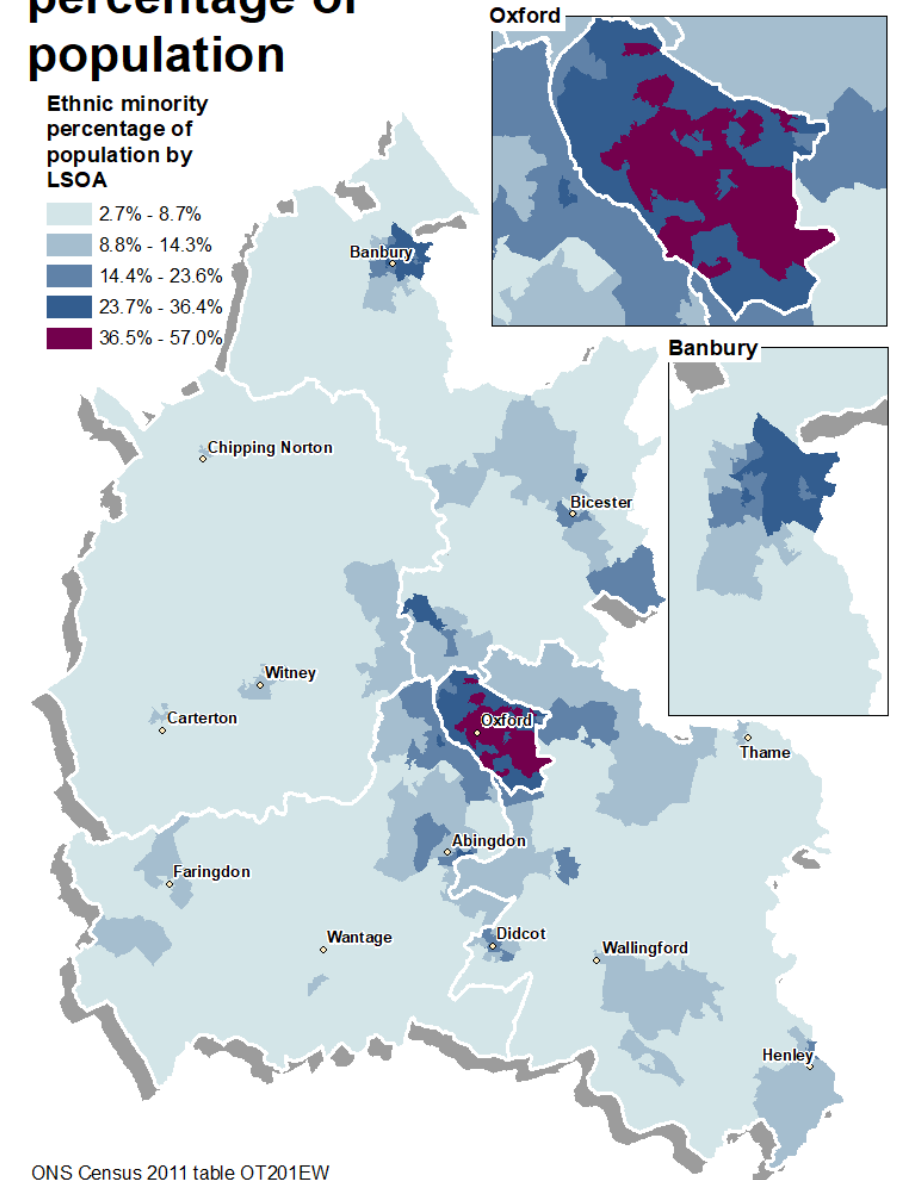 percentage of
population
Ethnic minority
percentage of
population by
LSOA
2.7% - 8.7%
8.8% - 14.3%
14.4% - 23.6%
23.7% - 36.4%
36.5% - 57.0%
Oxford
Banbury
Banbury
Chipping Norton
Bicester
Witney
Carterton
Oxford
Thame
Abingdon
Faringdon
Wantage
Didcot
Wallingford
Henley
ONS Census 2011 table OT201EW